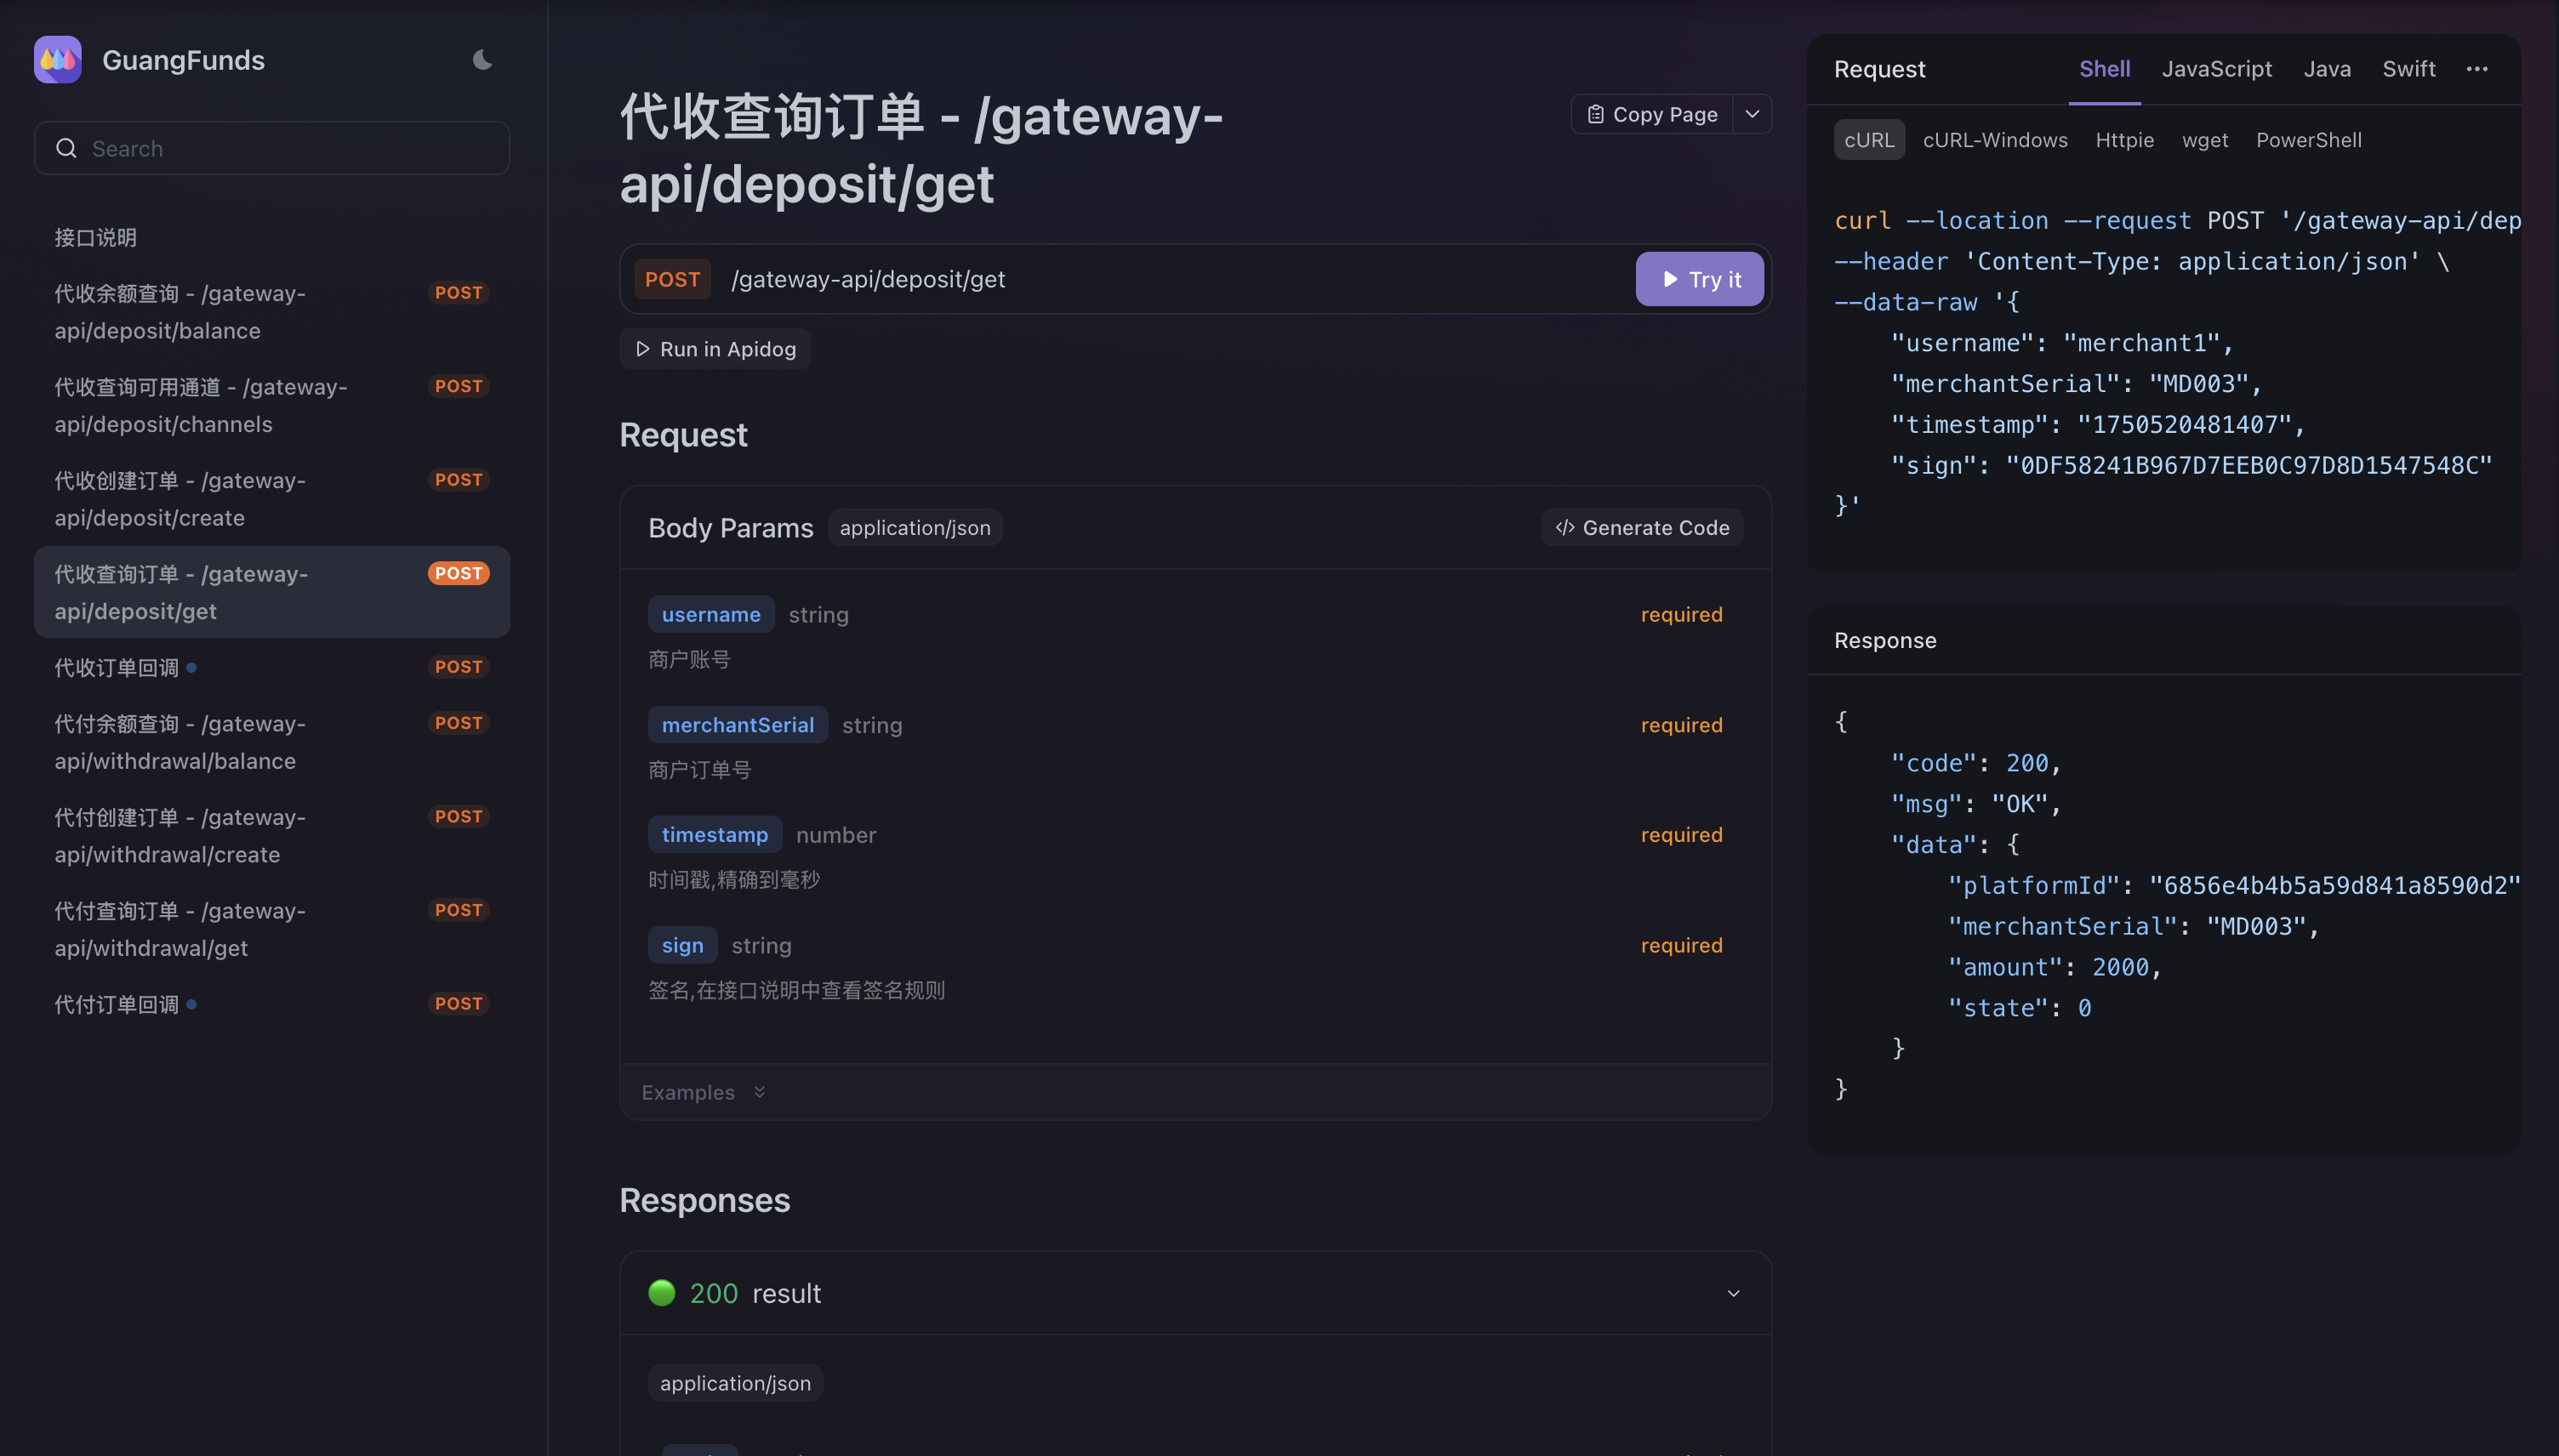 GuangFunds
Search
接口说明
代收余额查询 - /gateway-
api/deposit/balance
POST
代收查询可用通道 - /gateway-
api/deposit/channels
POST
代收创建订单 - /gateway-
api/deposit/create
POST
代收查询订单 - /gateway-
api/deposit/get
POST
代收订单回调
POST
代付余额查询 - /gateway-
api/withdrawal/balance
POST
代付创建订单 - /gateway-
api/withdrawal/create
POST
代付查询订单 - /gateway-
api/withdrawal/get
POST
代付订单回调
POST
代收查询订单 - /gateway-
api/deposit/get
Copy Page
POST /gateway-api/deposit/get
Try it
Run in Apidog
Request
Body Params application/json
Generate Code
username string required
商户账号
merchantSerial string required
商户订单号
timestamp number required
时间戳,精确到毫秒
sign string required
签名,在接口说明中查看签名规则
Examples
Responses
200 result
application/json
Request Shell JavaScript Java Swift ···
cURL cURL-Windows Httpie wget PowerShell
curl --location --request POST '/gateway-api/dep
--header 'Content-Type: application/json' \
--data-raw '{
"username": "merchant1",
"merchantSerial": "MD003",
"timestamp": "1750520481407",
"sign": "0DF58241B967D7EEB0C97D8D1547548C"
}'
Response
{
"code": 200,
"msg": "OK",
"data": {
"platformId": "6856e4b4b5a59d841a8590d2"
"merchantSerial": "MD003",
"amount": 2000,
"state": 0
}
}